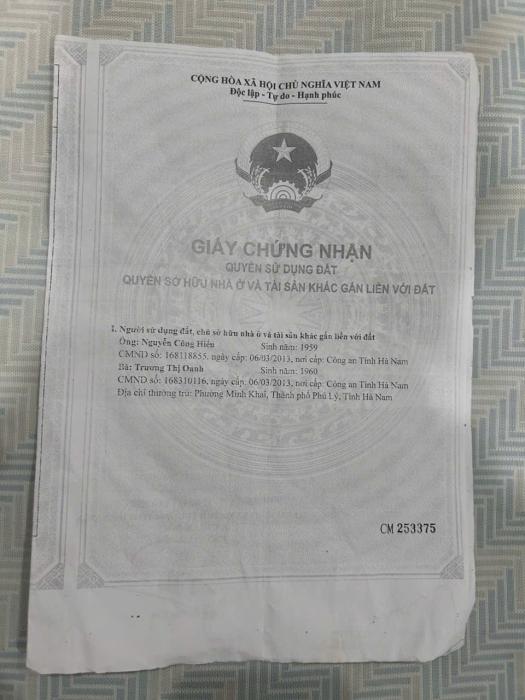 CỘNG HÒA XÃ HỘI CHỦ NGHĨA VIỆT NAM
Độc lập - Tự do - Hạnh phúc
GIẤY CHỨNG NHẬN
QUYỀN SỬ DỤNG ĐẤT
QUYỀN SỞ HỮU NHÀ Ở VÀ TÀI SẢN KHÁC GẮN LIỀN VỚI ĐẤT
I. Người sử dụng đất, chủ sở hữu nhà ở và tài sản khác gắn liền với đất
Ông: Nguyễn Công Hiếu Sinh năm: 1959
CMND số: 168118855, ngày cấp: 06/03/2013, nơi cấp: Công an Tỉnh Hà Nam
Bà: Trương Thị Oanh Sinh năm: 1960
CMND số: 168310116, ngày cấp: 06/03/2013, nơi cấp: Công an Tỉnh Hà Nam
Địa chỉ thường trú: Phường Minh Khai, Thành phố Phủ Lý, Tỉnh Hà Nam
CM 253375